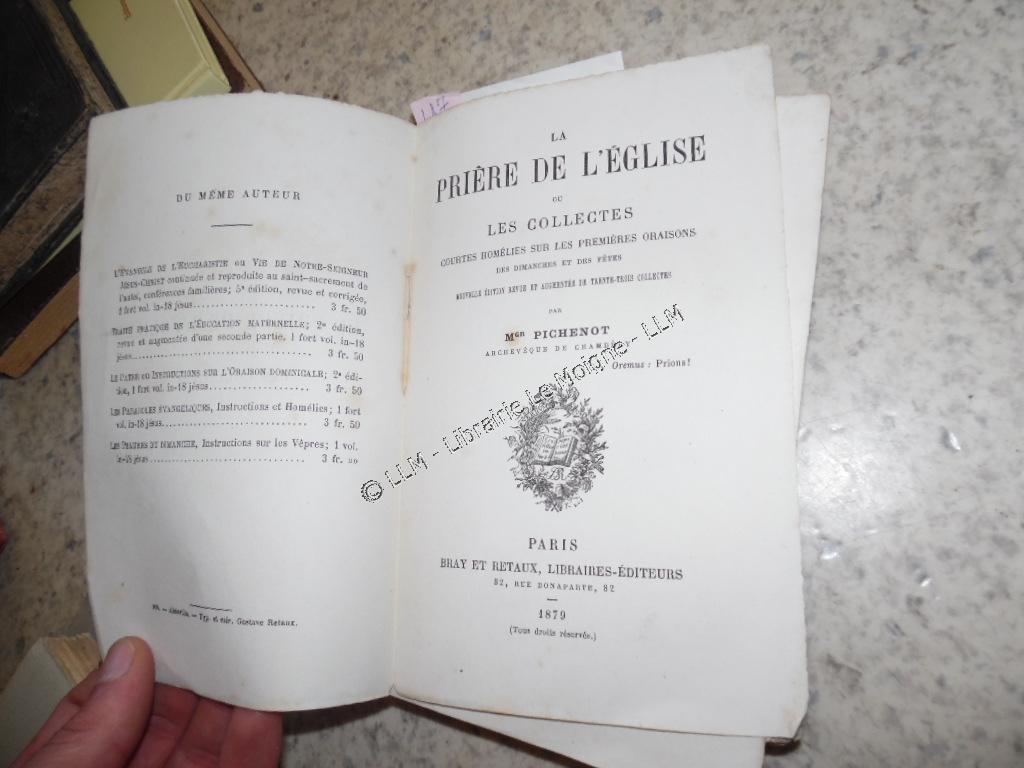 DU MÊME AUTEUR
L'ÉVANGILE DE L'EUCHARISTIE OU VIE DE NOTRE-SEIGNEUR
JÉSUS-CHRIST continuée et reproduite au saint-sacrement de
l'autel, conférences familières; 5e édition, revue et corrigée,
1 fort vol. in-18 jésus.................... 3 fr. 50
TRAITÉ PRATIQUE DE L'ÉDUCATION MATERNELLE; 2e édition,
revue et augmentée d'une seconde partie, 1 fort vol. in-18
jésus.................... 3 fr. 50
LE PATER OU INSTRUCTIONS SUR L'ORAISON DOMINICALE; 2e édi-
tion, 1 fort vol. in-18 jésus.................... 3 fr. 50
LES PARABOLES ÉVANGÉLIQUES, Instructions et Homélies; 1 fort
vol. in-18 jésus.................... 3 fr. 50
LES PSAUMES DU DIMANCHE, Instructions sur les Vêpres; 1 vol.
in-18 jésus.................... 3 fr.
— Typ. et stér. Gustave Retaux.
117
LA
PRIÈRE DE L'ÉGLISE
OU
LES COLLECTES
COURTES HOMÉLIES SUR LES PREMIÈRES ORAISONS
DES DIMANCHES ET DES FÊTES
NOUVELLE ÉDITION REVUE ET AUGMENTÉE DE TRENTE-TROIS COLLECTES
PAR
MGR PICHENOT
ARCHEVÊQUE DE CHAMBÉRY
Oremus : Prions!
PARIS
BRAY ET RETAUX, LIBRAIRES-ÉDITEURS
82, RUE BONAPARTE, 82
1879
(Tous droits réservés.)
© LLM - Librairie Le Moigne - LLM